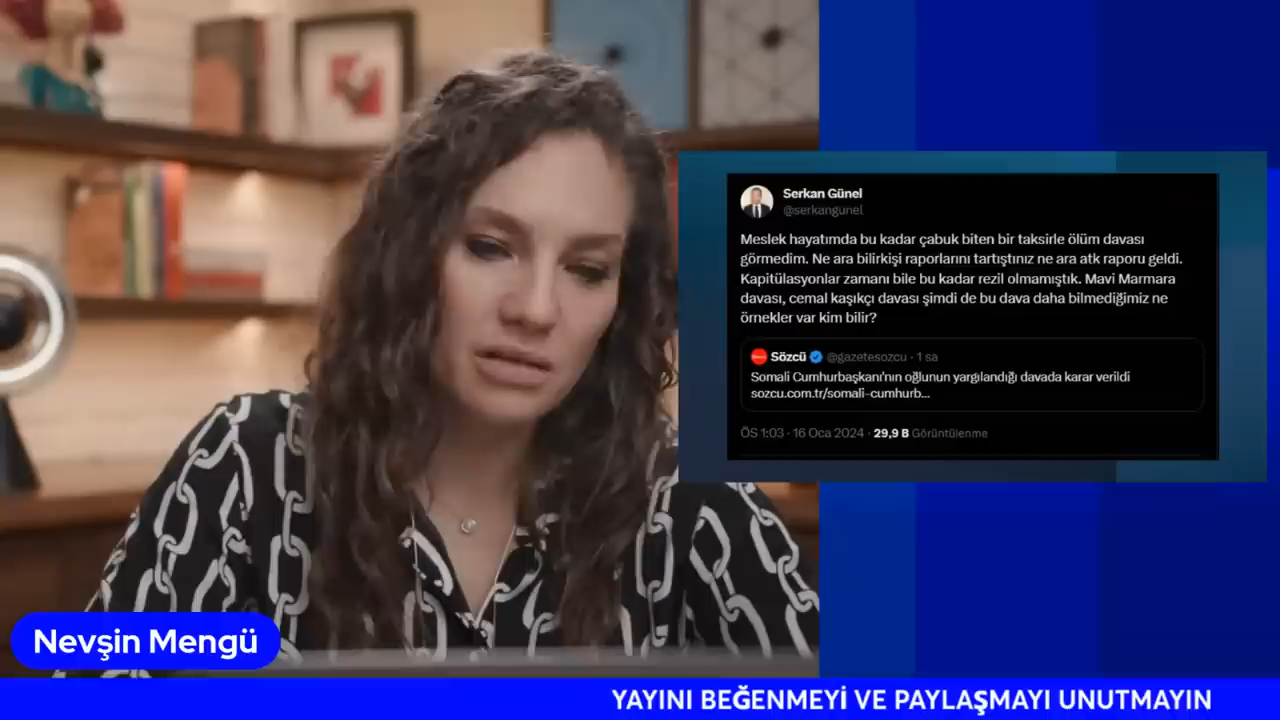 Serkan Günel
@serkangunel
Meslek hayatımda bu kadar çabuk biten bir taksirle ölüm davası
görmedim. Ne ara bilirkişi raporlarını tartıştınız ne ara atk raporu geldi.
Kapitülasyonlar zamanı bile bu kadar rezil olmamıştık. Mavi Marmara
davası, cemal kaşıkçı davası şimdi de bu dava daha bilmediğimiz ne
örnekler var kim bilir?
Sözcü @gazetesozcu · 1 sa
Somali Cumhurbaşkanı'nın oğlunun yargılandığı davada karar verildi
sozcu.com.tr/somali-cumhurb...
ÖS 1:03 · 16 Oca 2024 · 29,9 B Görüntülenme
Nevşin Mengü
YAYINI BEĞENMEYİ VE PAYLAŞMAYI UNUTMAYIN